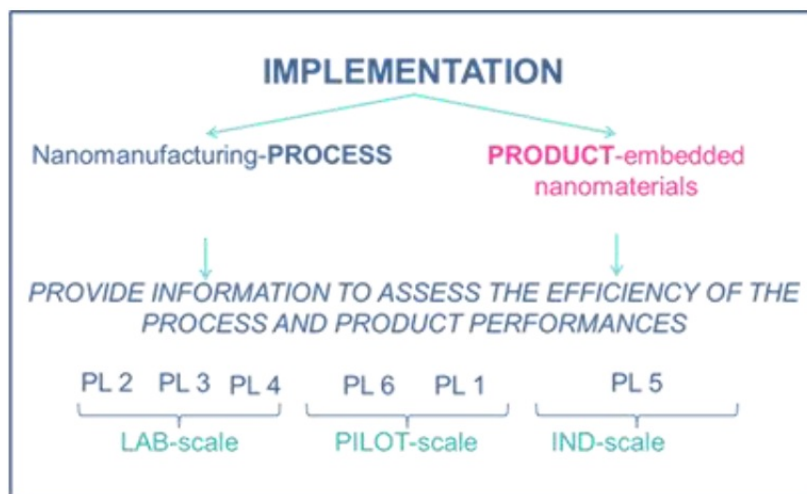 IMPLEMENTATION
Nanomanufacturing-PROCESS
PRODUCT-embedded
nanomaterials
PROVIDE INFORMATION TO ASSESS THE EFFICIENCY OF THE
PROCESS AND PRODUCT PERFORMANCES
PL 2 PL 3 PL 4 PL 6 PL 1 PL 5
LAB-scale PILOT-scale IND-scale